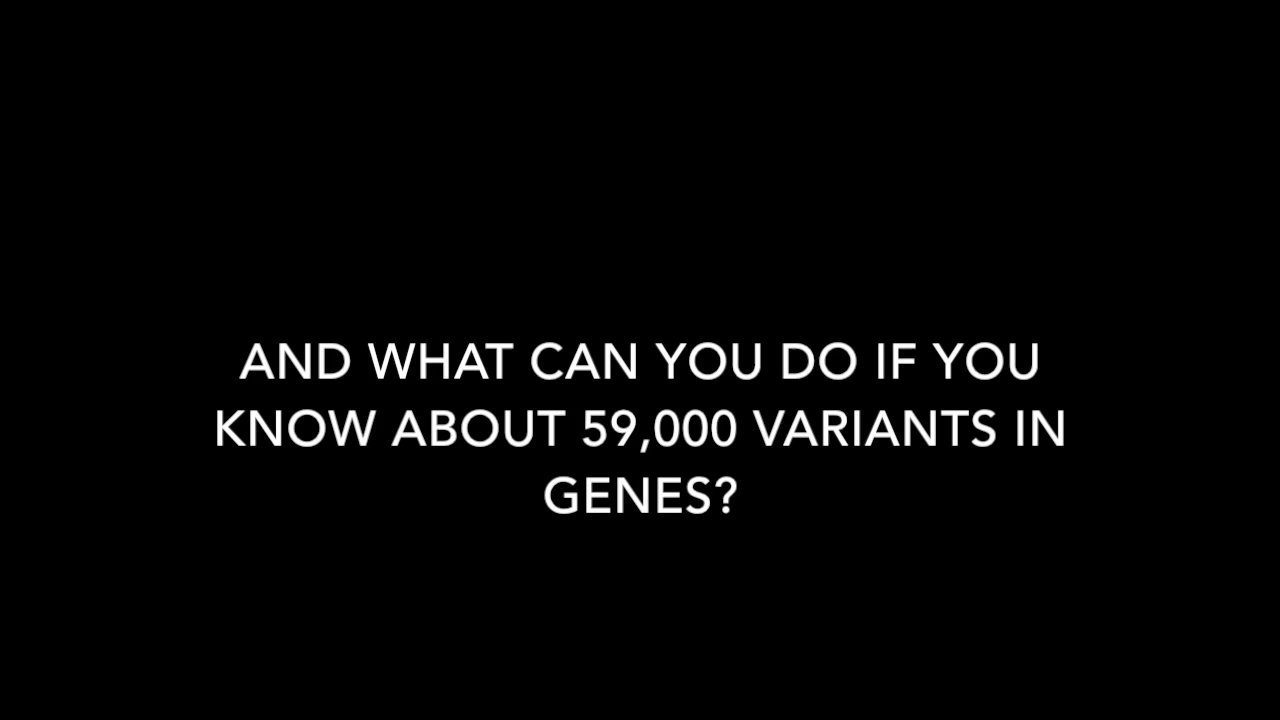 AND WHAT CAN YOU DO IF YOU
KNOW ABOUT 59,000 VARIANTS IN
GENES?